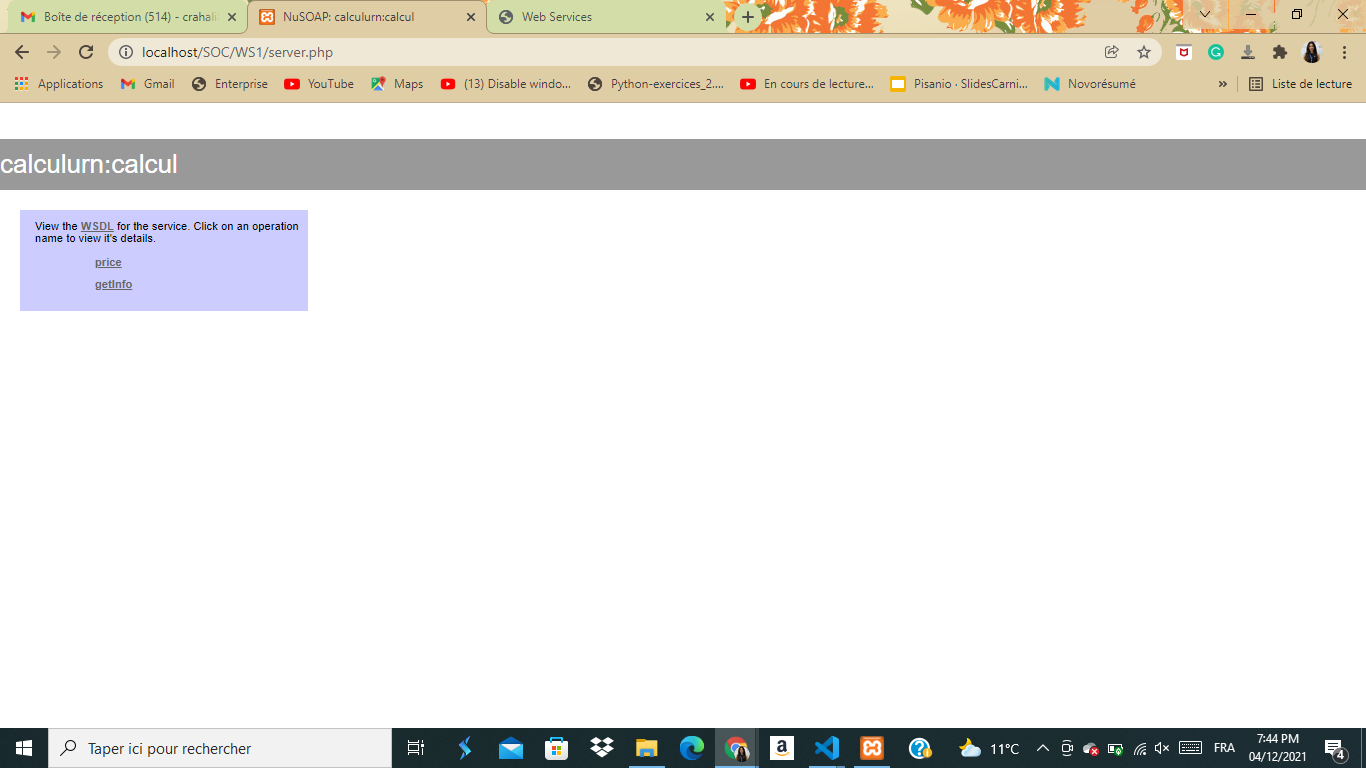 Boîte de réception (514) - crahali
NuSOAP: calculurn:calcul
Web Services
localhost/SOC/WS1/server.php
Applications
Gmail
Enterprise
YouTube
Maps
(13) Disable windo...
Python-exercices_2....
En cours de lecture...
Pisanio · SlidesCarni...
Novorésumé
»
Liste de lecture
calculurn:calcul
View the WSDL for the service. Click on an operation
name to view it's details.
price
getInfo
Taper ici pour rechercher
11°C
FRA
7:44 PM
04/12/2021
4